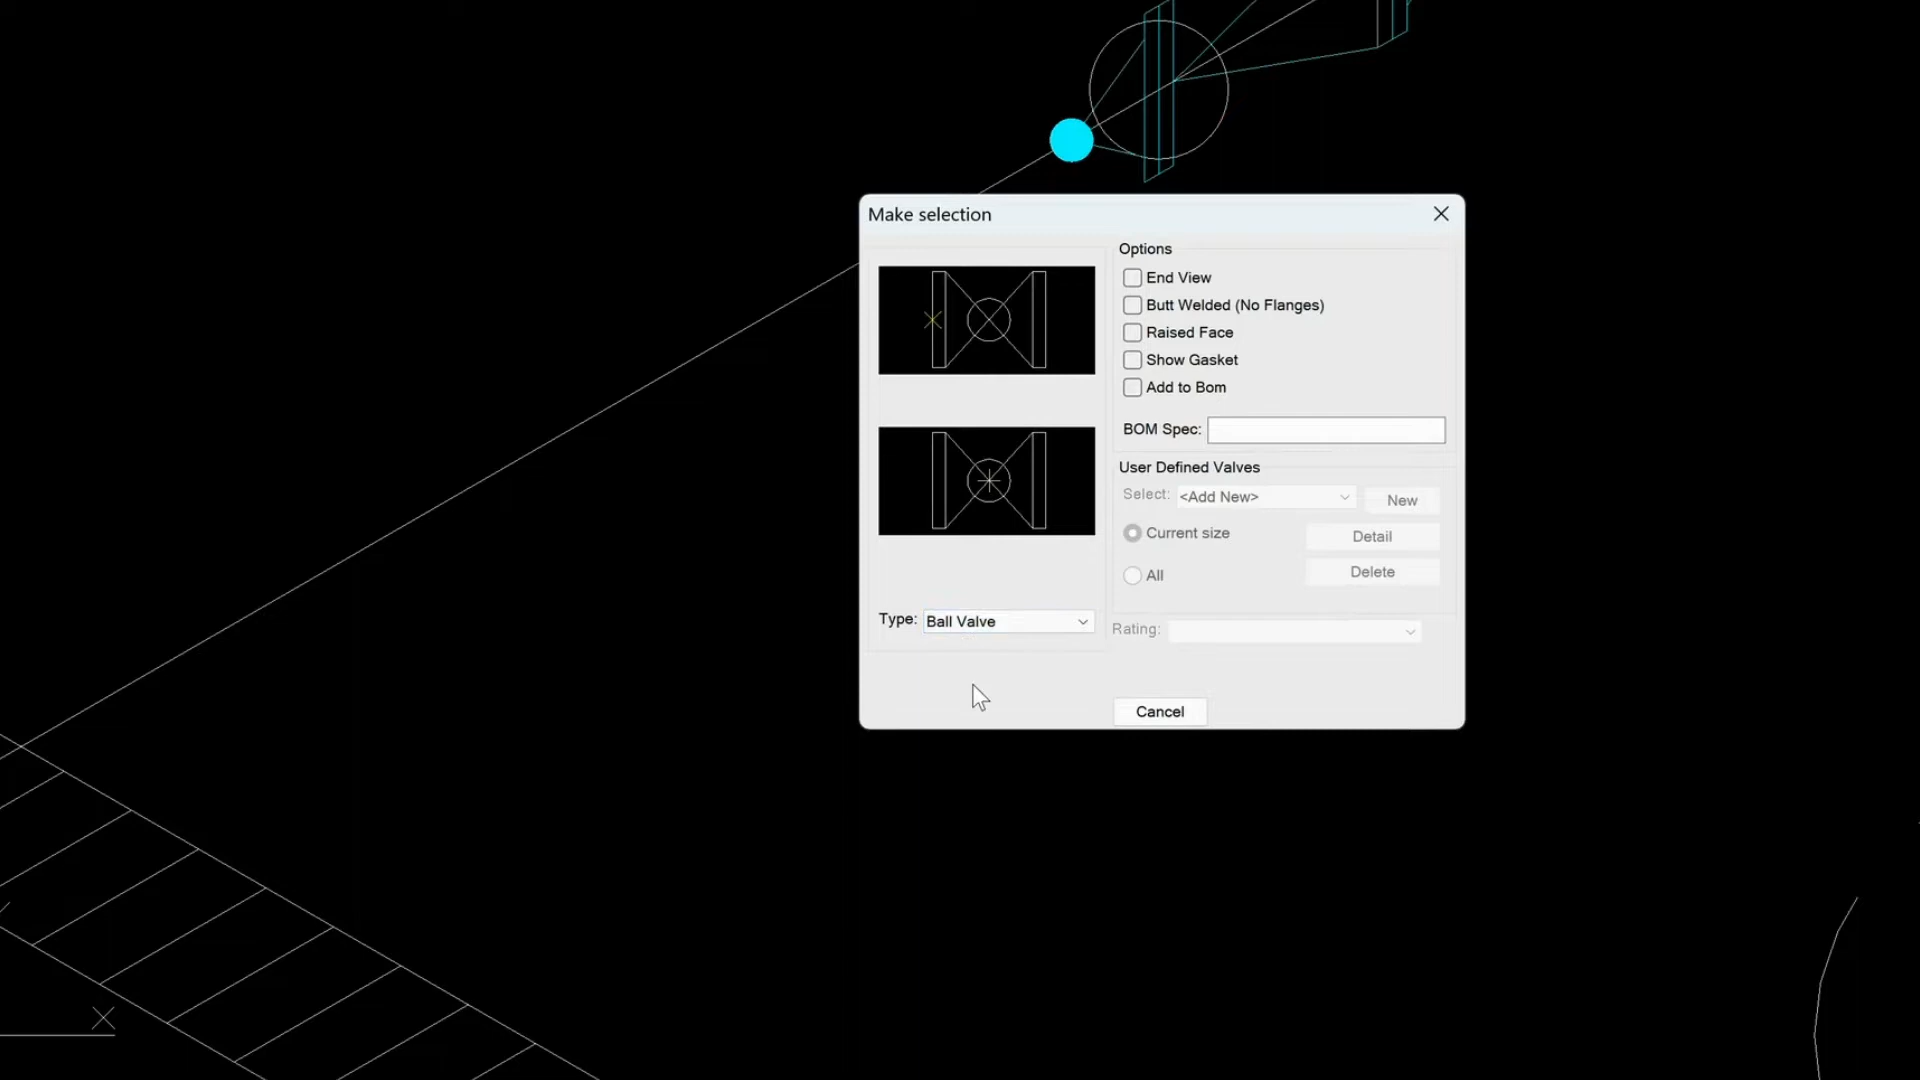 Make selection
Options
End View
Butt Welded (No Flanges)
Raised Face
Show Gasket
Add to Bom
BOM Spec:
User Defined Valves
Select: <Add New> New
Current size Detail
All Delete
Type: Ball Valve
Rating:
Cancel